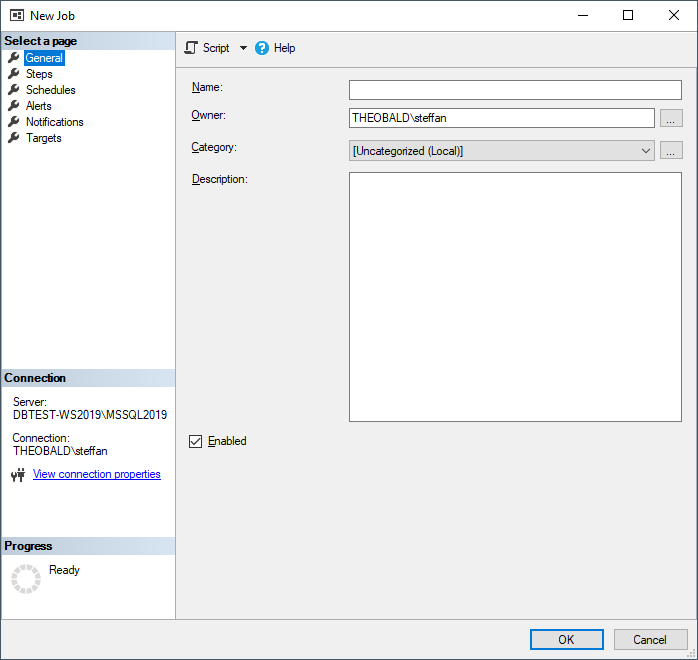 New Job
Select a page
General
Steps
Schedules
Alerts
Notifications
Targets
Script
Help
Name:
Owner:
THEOBALD\steffan
...
Category:
[Uncategorized (Local)]
...
Description:
Enabled
Connection
Server:
DBTEST-WS2019\MSSQL2019
Connection:
THEOBALD\steffan
View connection properties
Progress
Ready
OK
Cancel